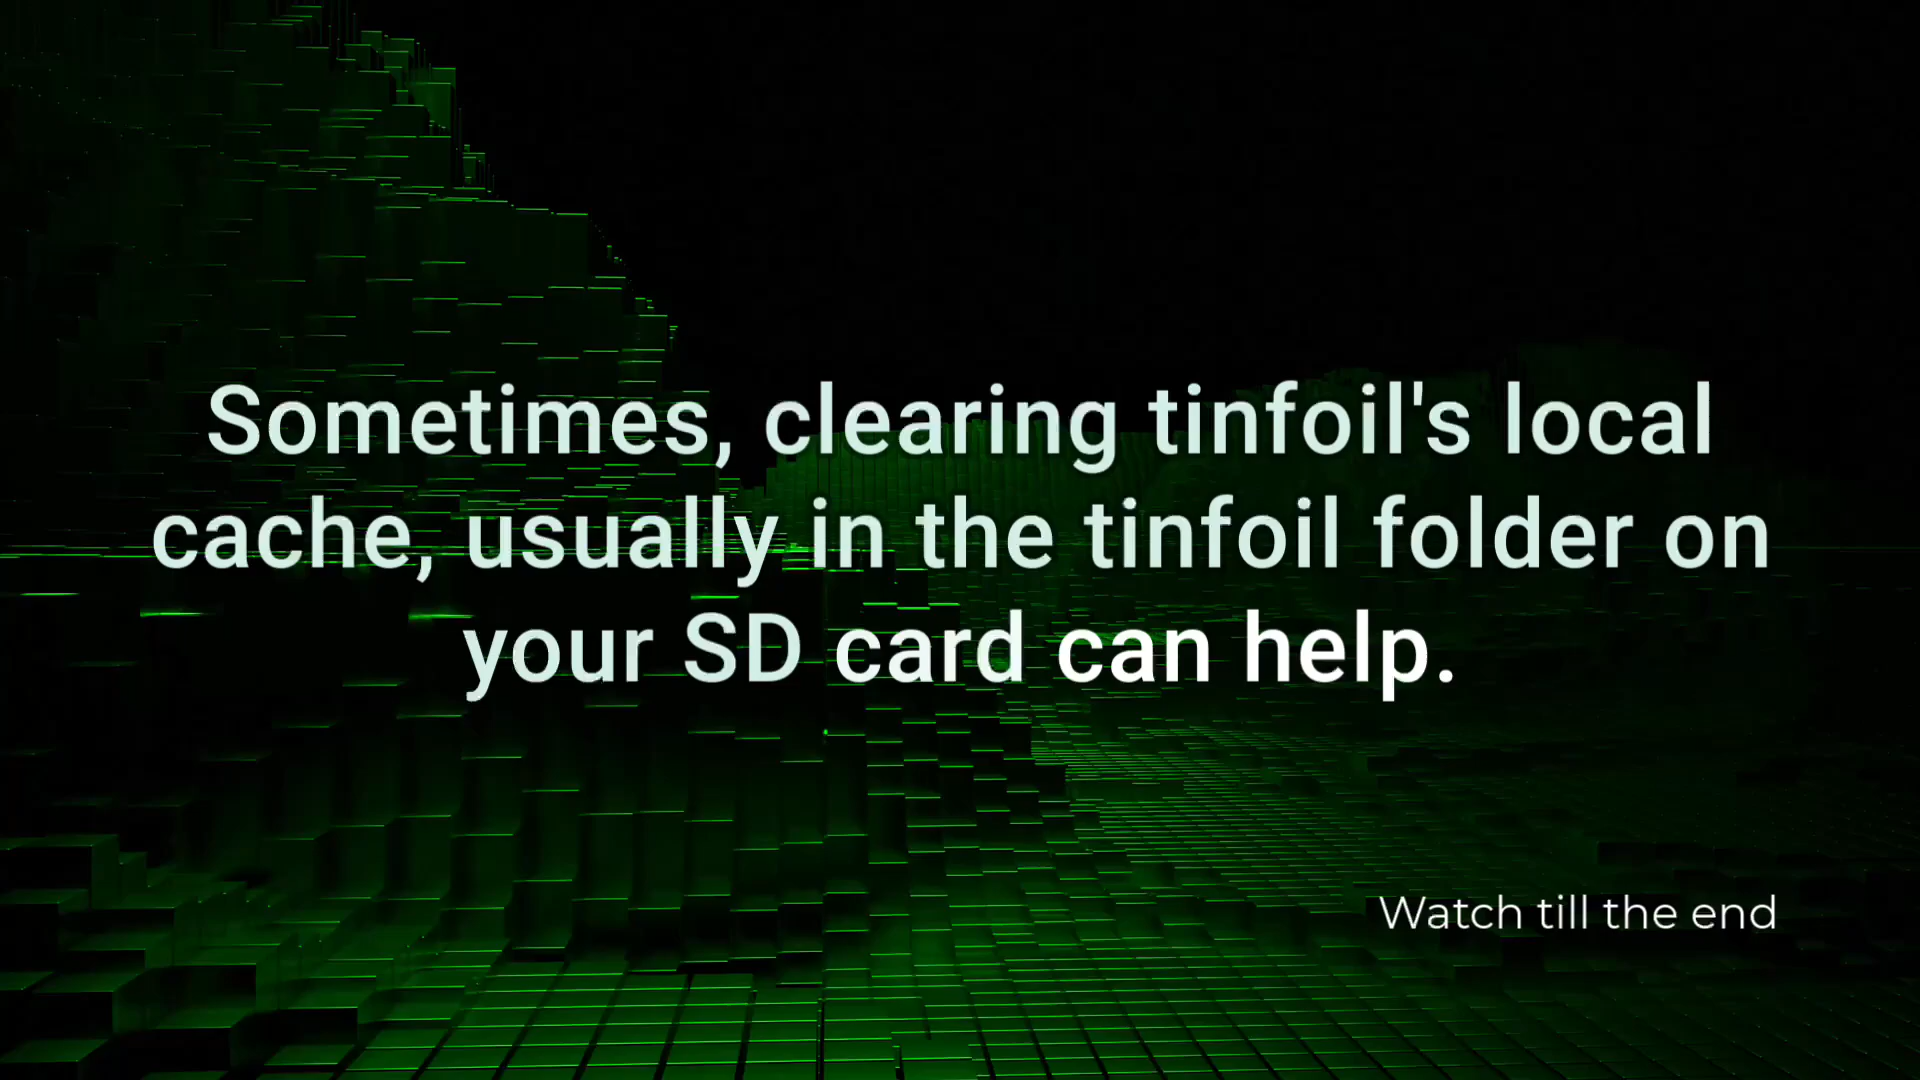 Sometimes, clearing tinfoil's local
cache, usually in the tinfoil folder on
your SD card can help.
Watch till the end